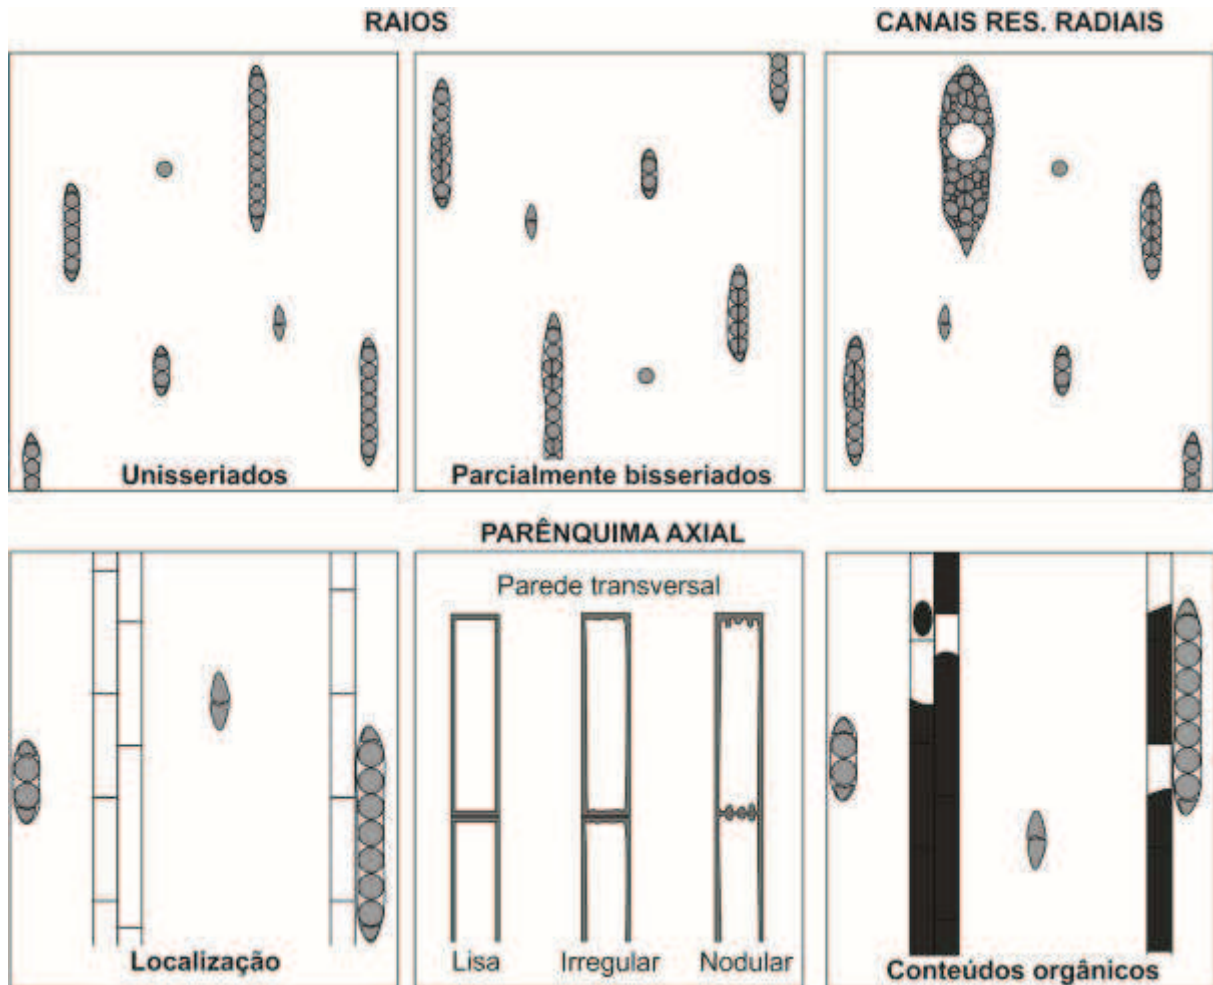 RAIOS
CANAIS RES. RADIAIS
Unisseriados
Parcialmente bisseriados
PARÊNQUIMA AXIAL
Parede transversal
Localização
Lisa
Irregular
Nodular
Conteúdos orgânicos